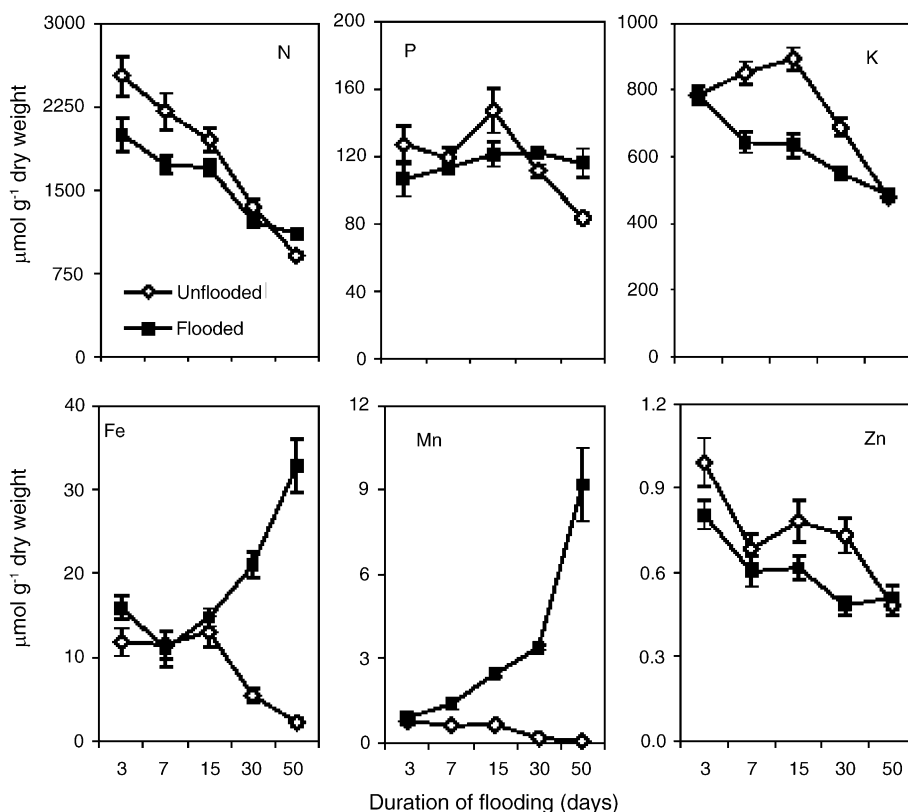 N
3000
2250
1500
750
0
Unflooded
Flooded
μmol g⁻¹ dry weight
P
200
160
120
80
40
0
K
1000
800
600
400
200
0
Fe
40
30
20
10
0
μmol g⁻¹ dry weight
3 7 15 30 50
Mn
12
9
6
3
0
3 7 15 30 50
Zn
1.2
0.9
0.6
0.3
0.0
3 7 15 30 50
Duration of flooding (days)